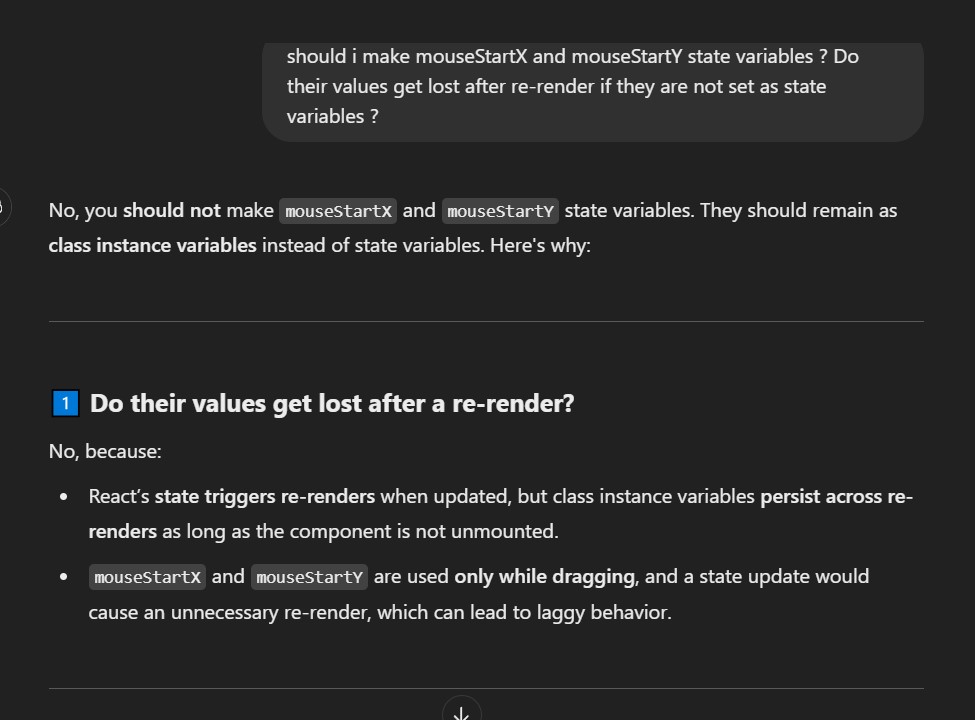 should i make mouseStartX and mouseStartY state variables ? Do
their values get lost after re-render if they are not set as state
variables ?
No, you should not make mouseStartX and mouseStartY state variables. They should remain as
class instance variables instead of state variables. Here's why:
1 Do their values get lost after a re-render?
No, because:
• React’s state triggers re-renders when updated, but class instance variables persist across re-
renders as long as the component is not unmounted.
• mouseStartX and mouseStartY are used only while dragging, and a state update would
cause an unnecessary re-render, which can lead to laggy behavior.